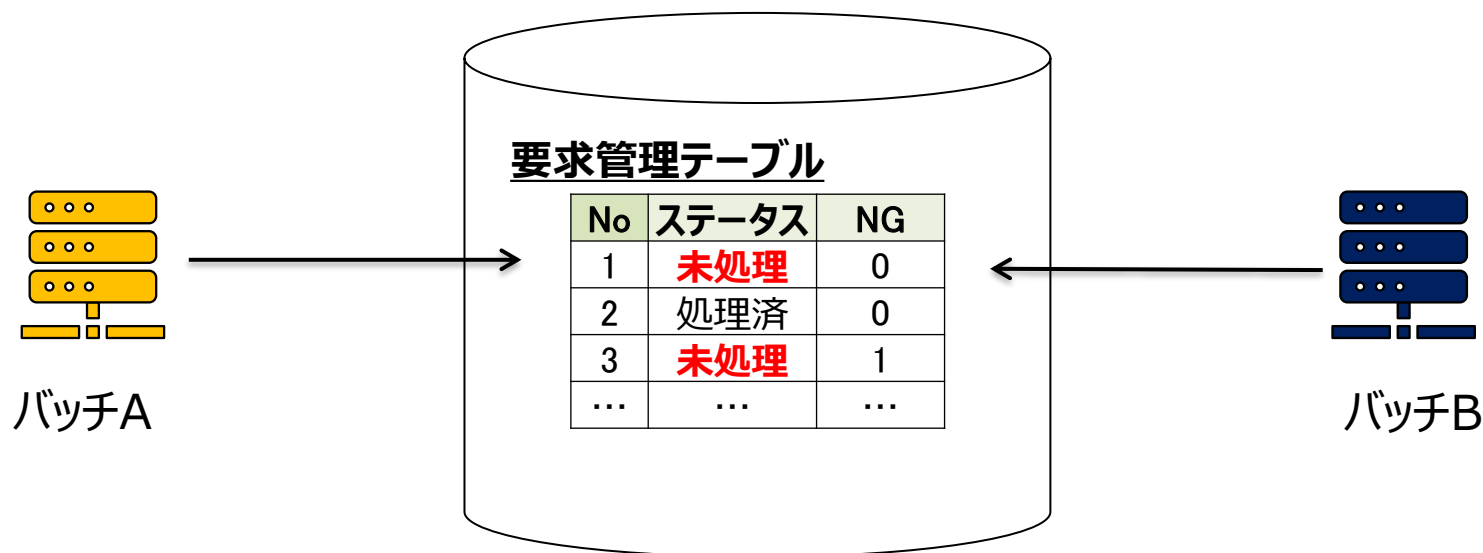 要求管理テーブル
No ステータス NG
1 未処理 0
2 処理済 0
3 未処理 1
… … …
バッチA
バッチB